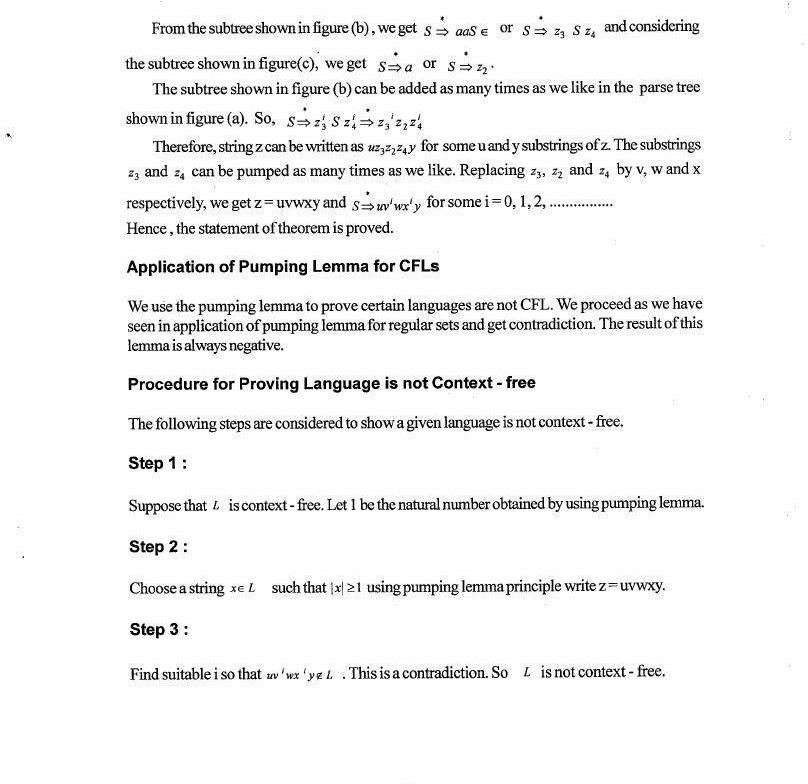 From the subtree shown in figure (b), we get S ⇒* aaS ∈ or S ⇒* z₃ S z₄ and considering
the subtree shown in figure(c), we get S ⇒* a or S ⇒* z₂.
The subtree shown in figure (b) can be added as many times as we like in the parse tree
shown in figure (a). So, S ⇒* z₃ⁱ S z₄ⁱ ⇒* z₃ⁱ z₂ z₄ⁱ
Therefore, string z can be written as uz₃z₂z₄y for some u and y substrings of z. The substrings
z₃ and z₄ can be pumped as many times as we like. Replacing z₃, z₂ and z₄ by v, w and x
respectively, we get z = uvwxy and S ⇒* uvⁱwxⁱy for some i = 0, 1, 2, ................
Hence , the statement of theorem is proved.
Application of Pumping Lemma for CFLs
We use the pumping lemma to prove certain languages are not CFL. We proceed as we have
seen in application of pumping lemma for regular sets and get contradiction. The result of this
lemma is always negative.
Procedure for Proving Language is not Context - free
The following steps are considered to show a given language is not context - free.
Step 1 :
Suppose that L is context - free. Let l be the natural number obtained by using pumping lemma.
Step 2 :
Choose a string x ∈ L such that |x| ≥ 1 using pumping lemma principle write z = uvwxy.
Step 3 :
Find suitable i so that uvⁱwxⁱy ∉ L . This is a contradiction. So L is not context - free.